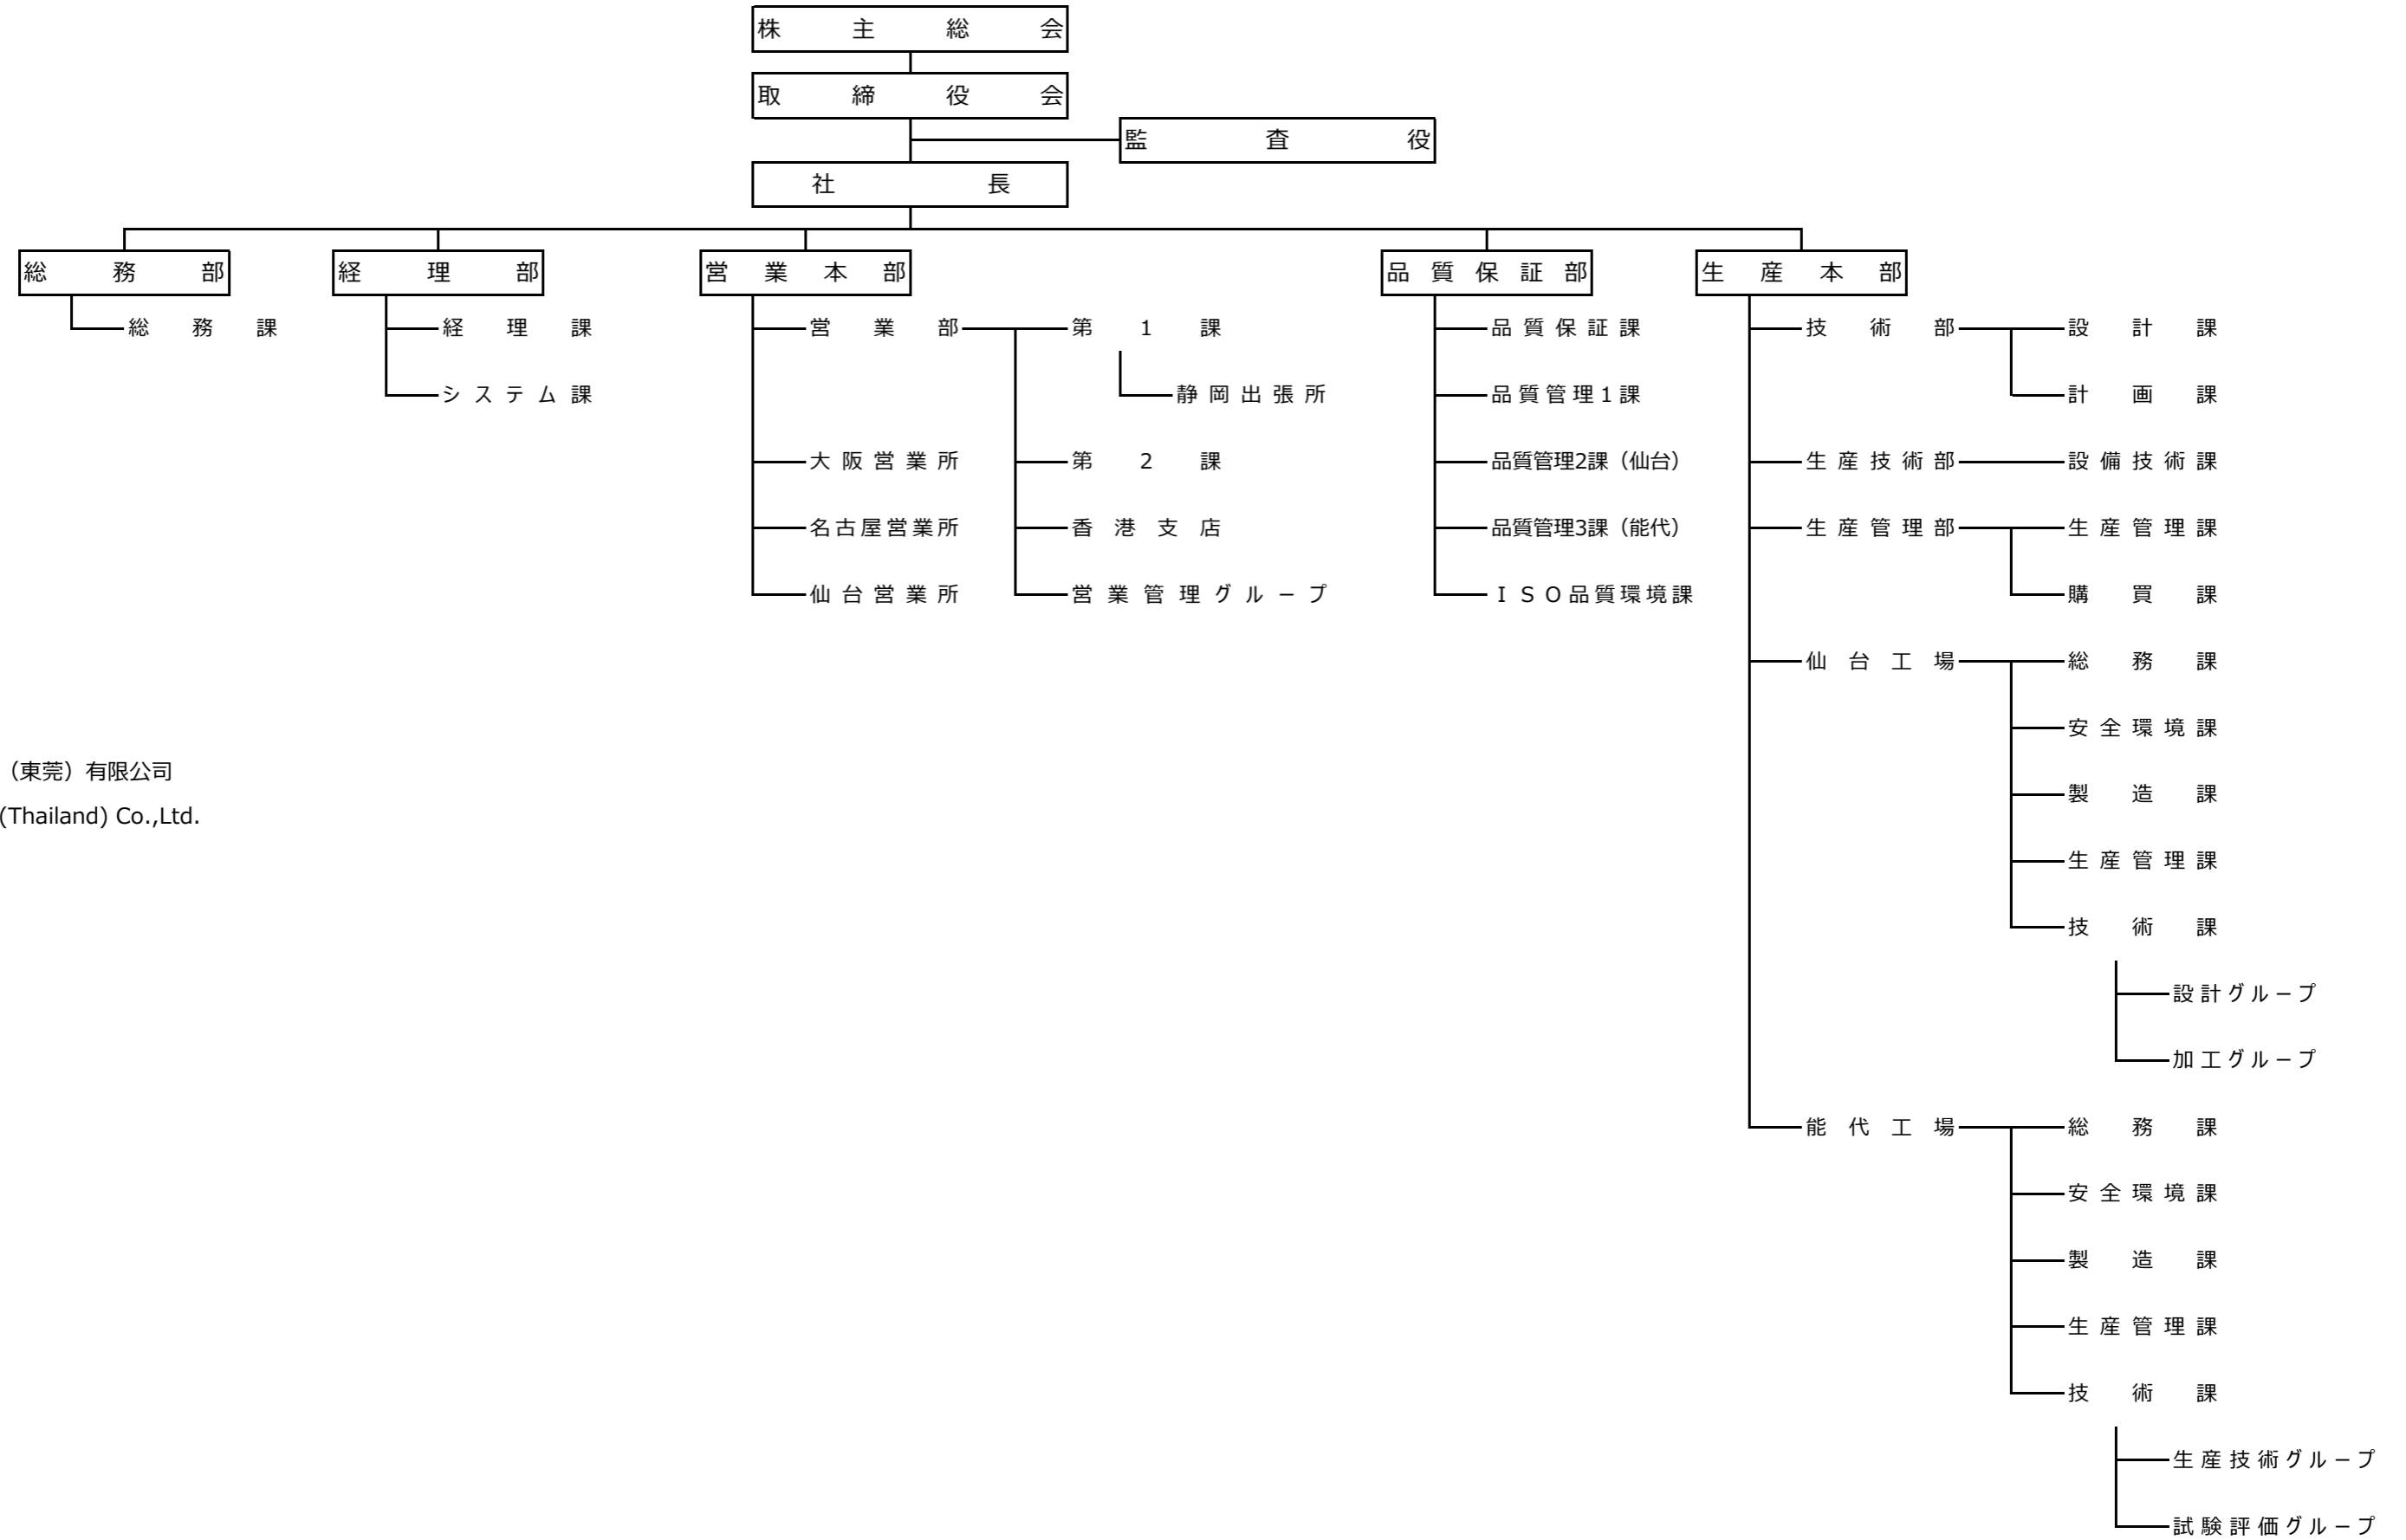 株主総会
取締役会
監査役
社長
総務部 経理部 営業本部 品質保証部 生産本部
総務課 経理課 営業部 第1課 品質保証課 技術部 設計課
システム課 静岡出張所 品質管理1課 計画課
大阪営業所 第2課 品質管理2課（仙台） 生産技術部 設備技術課
名古屋営業所 香港支店 品質管理3課（能代） 生産管理部 生産管理課
仙台営業所 営業管理グループ ＩＳＯ品質環境課 購買課
仙台工場 総務課
安全環境課
（東莞）有限公司
製造課
(Thailand) Co.,Ltd.
生産管理課
技術課
設計グループ
加工グループ
能代工場 総務課
安全環境課
製造課
生産管理課
技術課
生産技術グループ
試験評価グループ